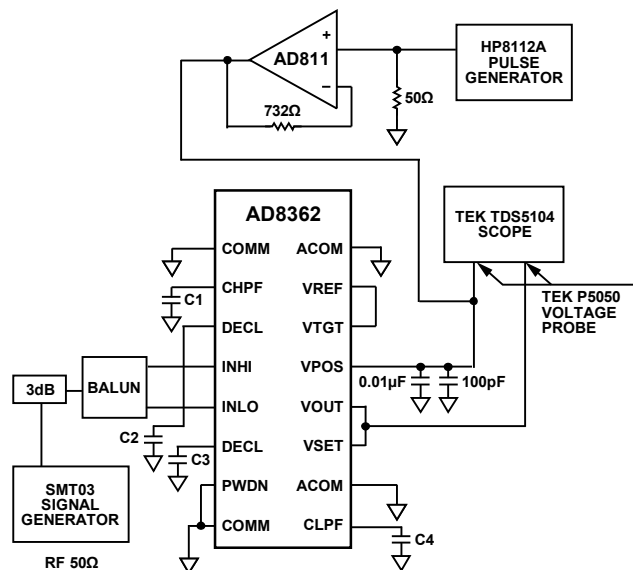 AD811
+
−
732Ω
50Ω
HP8112A
PULSE
GENERATOR
AD8362
COMM
CHPF
DECL
INHI
INLO
DECL
PWDN
COMM
ACOM
VREF
VTGT
VPOS
VOUT
VSET
ACOM
CLPF
C1
C2
C3
C4
3dB
BALUN
SMT03
SIGNAL
GENERATOR
RF 50Ω
0.01µF
100pF
TEK TDS5104
SCOPE
TEK P5050
VOLTAGE
PROBE